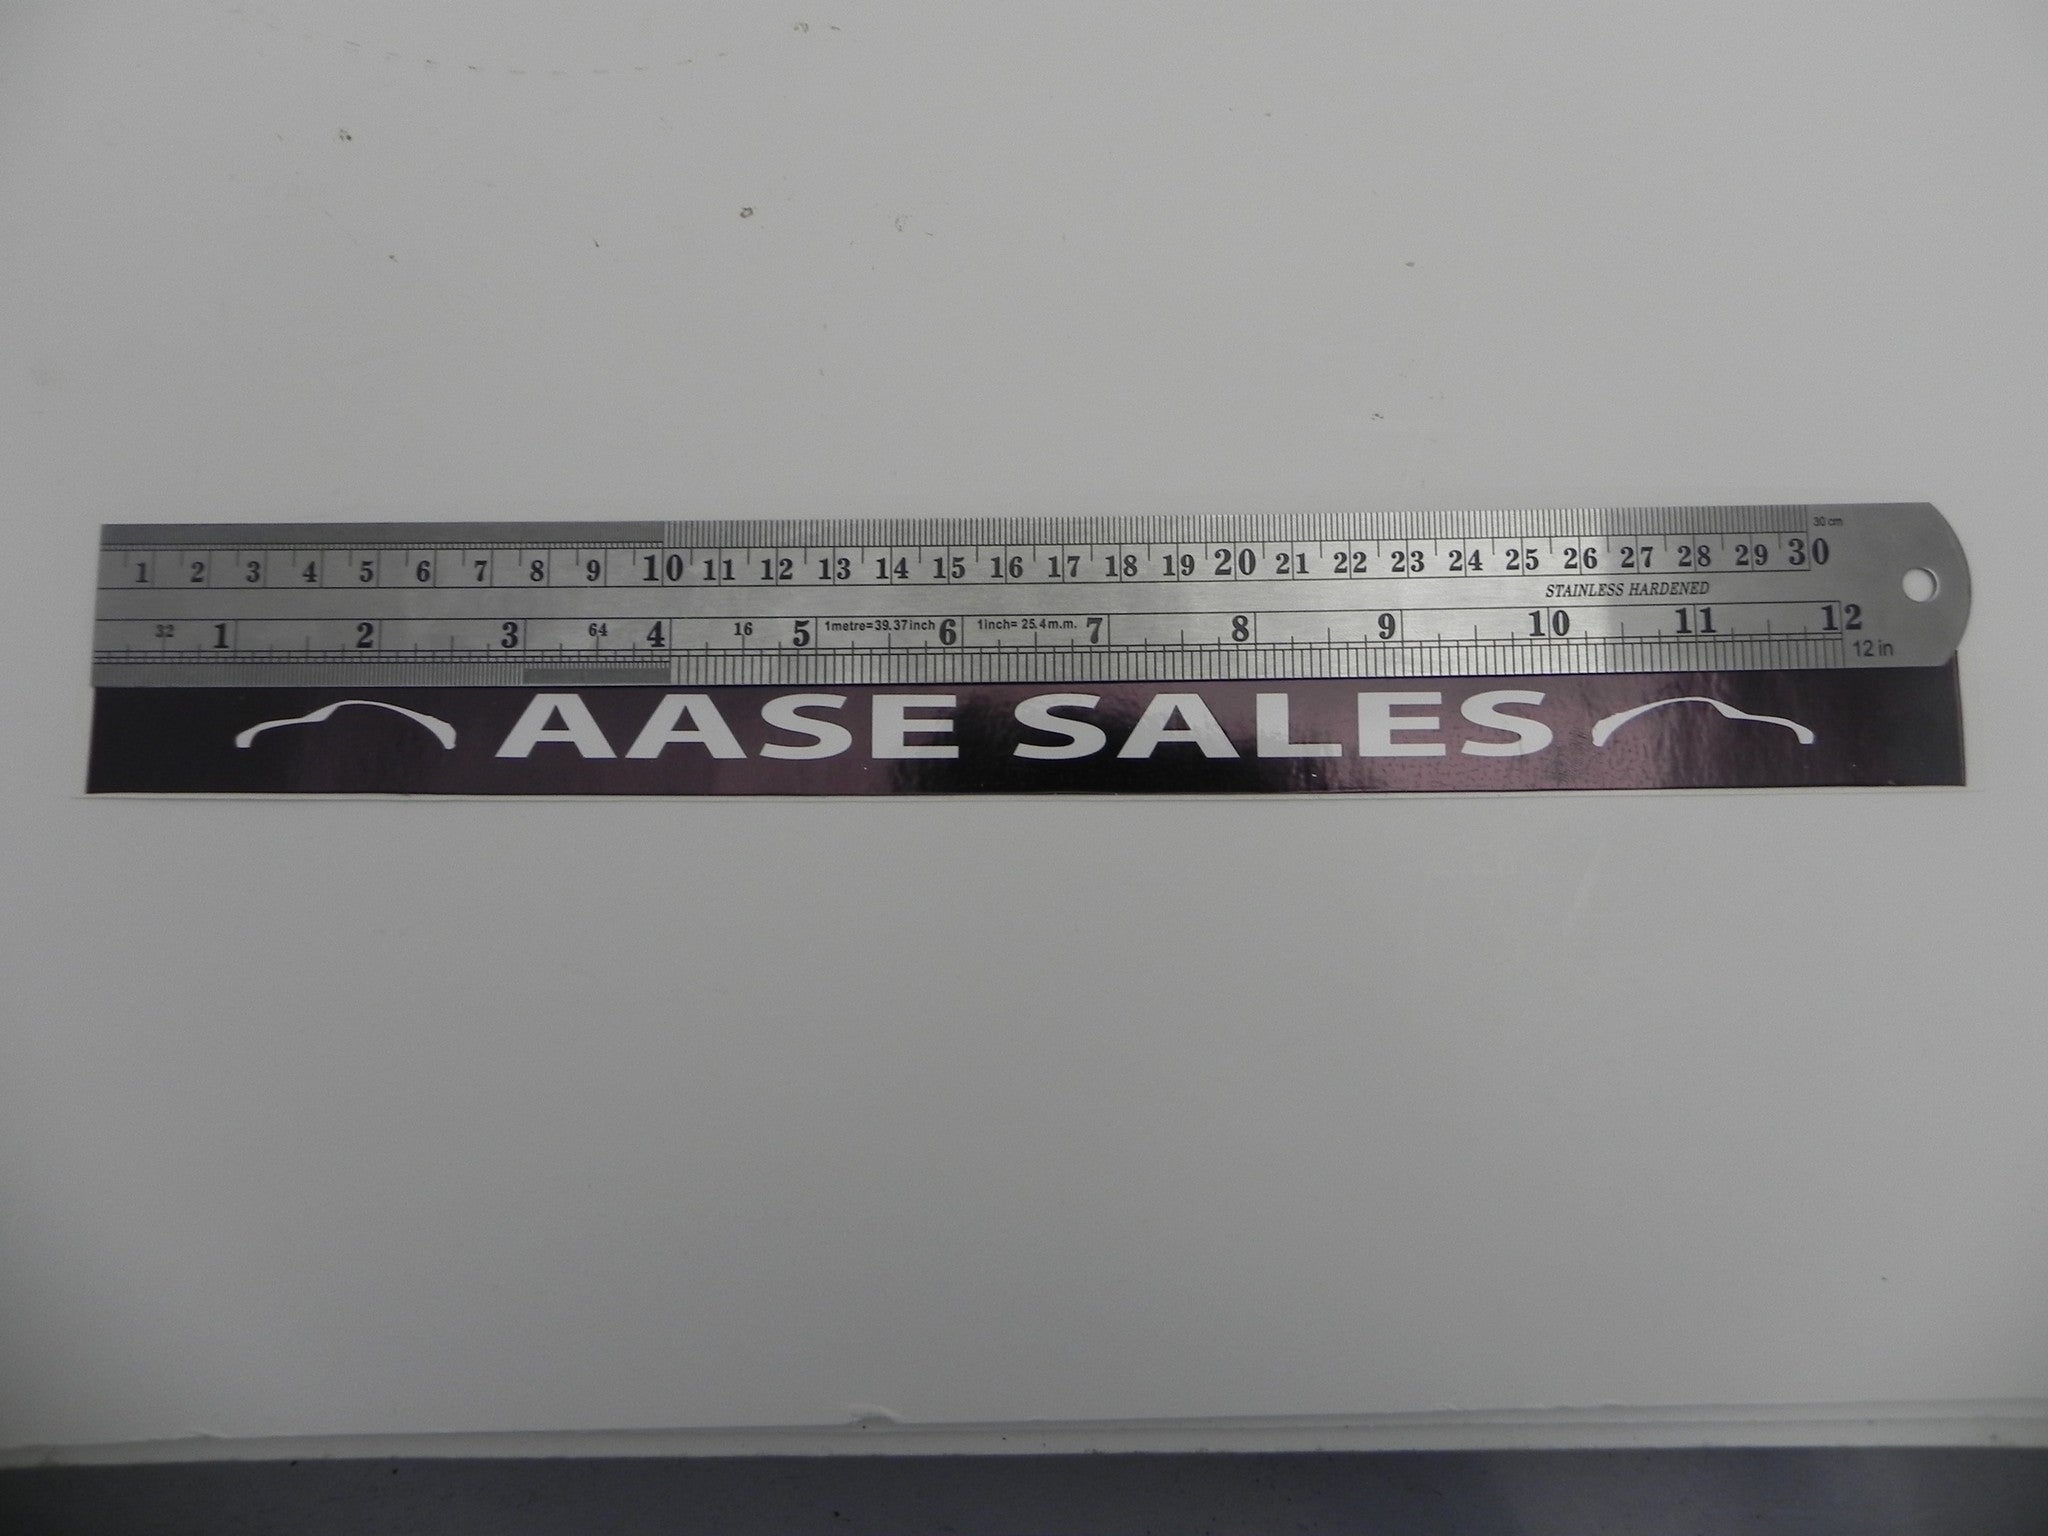 30 cm
1 2 3 4 5 6 7 8 9 10 11 12 13 14 15 16 17 18 19 20 21 22 23 24 25 26 27 28 29 30
STAINLESS HARDENED
32 1 2 3 64 4 16 5 1metre=39.37inch 6 1inch= 25.4m.m. 7 8 9 10 11 12
12 in
AASE SALES